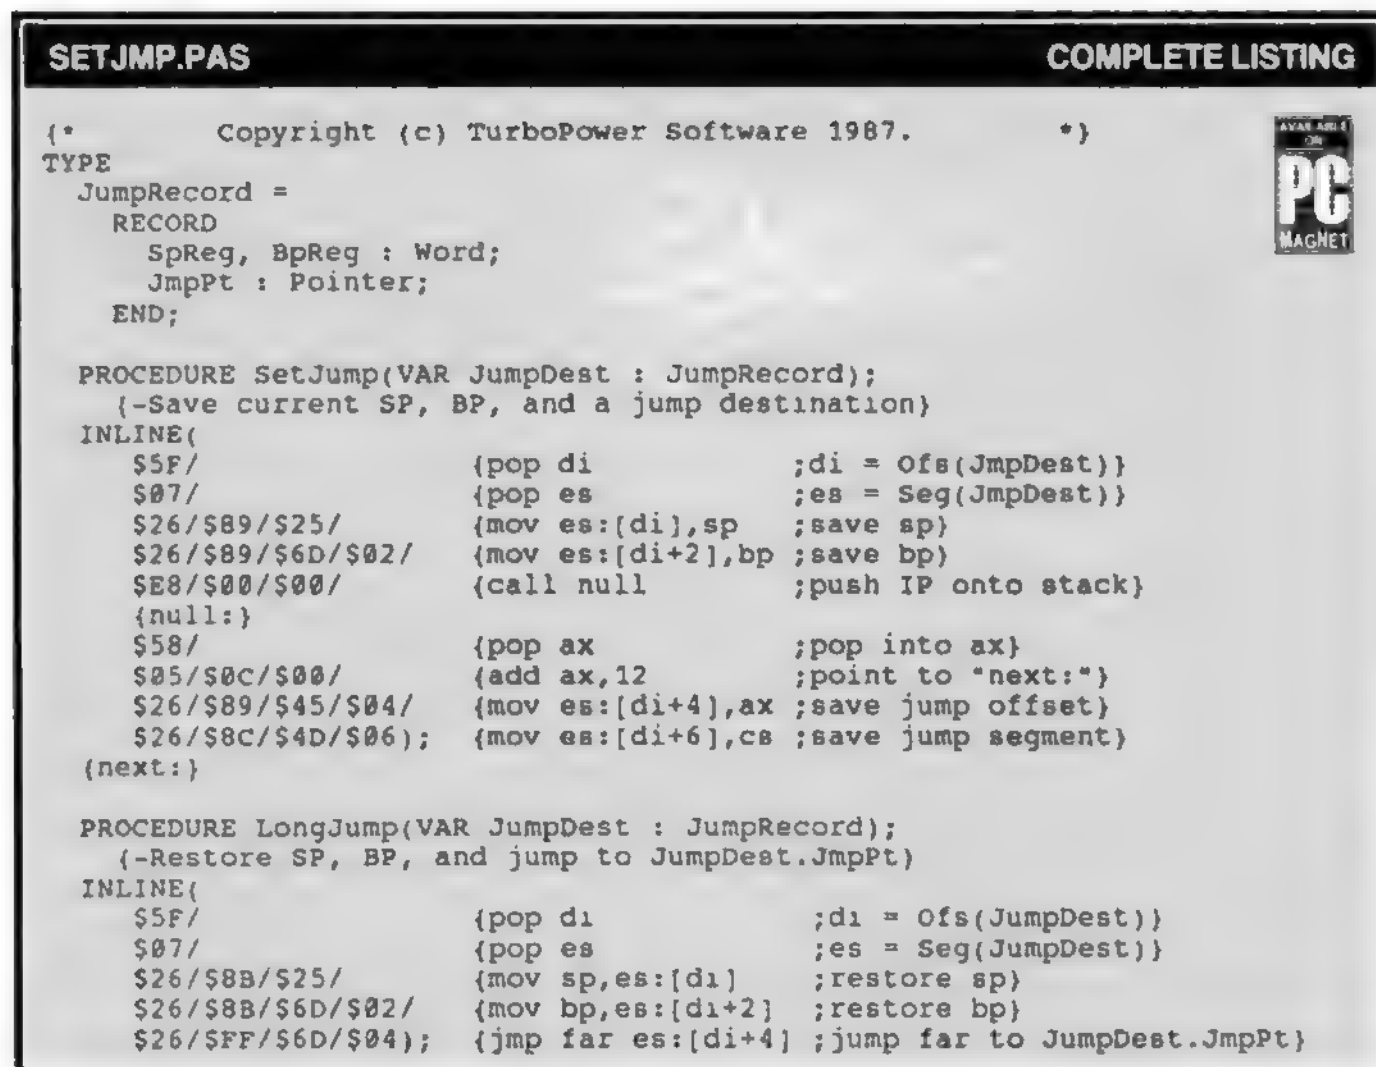 SETJMP.PAS COMPLETE LISTING
{*        Copyright (c) TurboPower Software 1987.        *}
AVAILABLE
ON
PC
MAGNET
TYPE
  JumpRecord =
    RECORD
      SpReg, BpReg : Word;
      JmpPt : Pointer;
    END;
  PROCEDURE SetJump(VAR JumpDest : JumpRecord);
    {-Save current SP, BP, and a jump destination}
  INLINE(
     $5F/               {pop di            ;di = Ofs(JmpDest)}
     $07/               {pop es            ;es = Seg(JmpDest)}
     $26/$89/$25/       {mov es:[di],sp    ;save sp}
     $26/$89/$6D/$02/   {mov es:[di+2],bp ;save bp}
     $E8/$00/$00/       {call null         ;push IP onto stack}
     {null:}
     $58/               {pop ax            ;pop into ax}
     $05/$0C/$00/       {add ax,12         ;point to "next:"}
     $26/$89/$45/$04/   {mov es:[di+4],ax ;save jump offset}
     $26/$8C/$4D/$06);  {mov es:[di+6],cs ;save jump segment}
  {next:}
  PROCEDURE LongJump(VAR JumpDest : JumpRecord);
    {-Restore SP, BP, and jump to JumpDest.JmpPt}
  INLINE(
     $5F/               {pop di             ;di = Ofs(JumpDest)}
     $07/               {pop es             ;es = Seg(JumpDest)}
     $26/$8B/$25/       {mov sp,es:[di]     ;restore sp}
     $26/$8B/$6D/$02/   {mov bp,es:[di+2]   ;restore bp}
     $26/$FF/$6D/$04);  {jmp far es:[di+4] ;jump far to JumpDest.JmpPt}